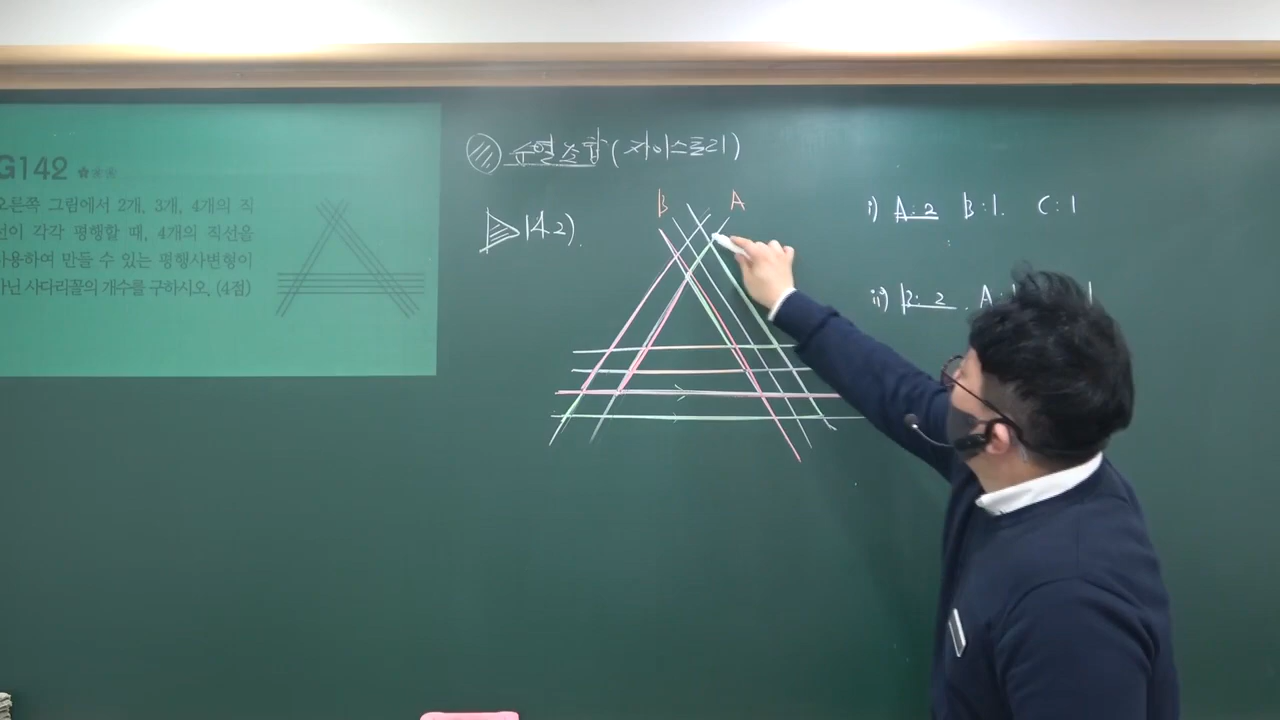 G142
오른쪽 그림에서 2개, 3개, 4개의 직
선이 각각 평행할 때, 4개의 직선을
사용하여 만들 수 있는 평행사변형이
아닌 사다리꼴의 개수를 구하시오. (4점)
순열조합(자이스토리)
142).
B A
i) A: 2 B: 1. C: 1
ii) B: 2 . A